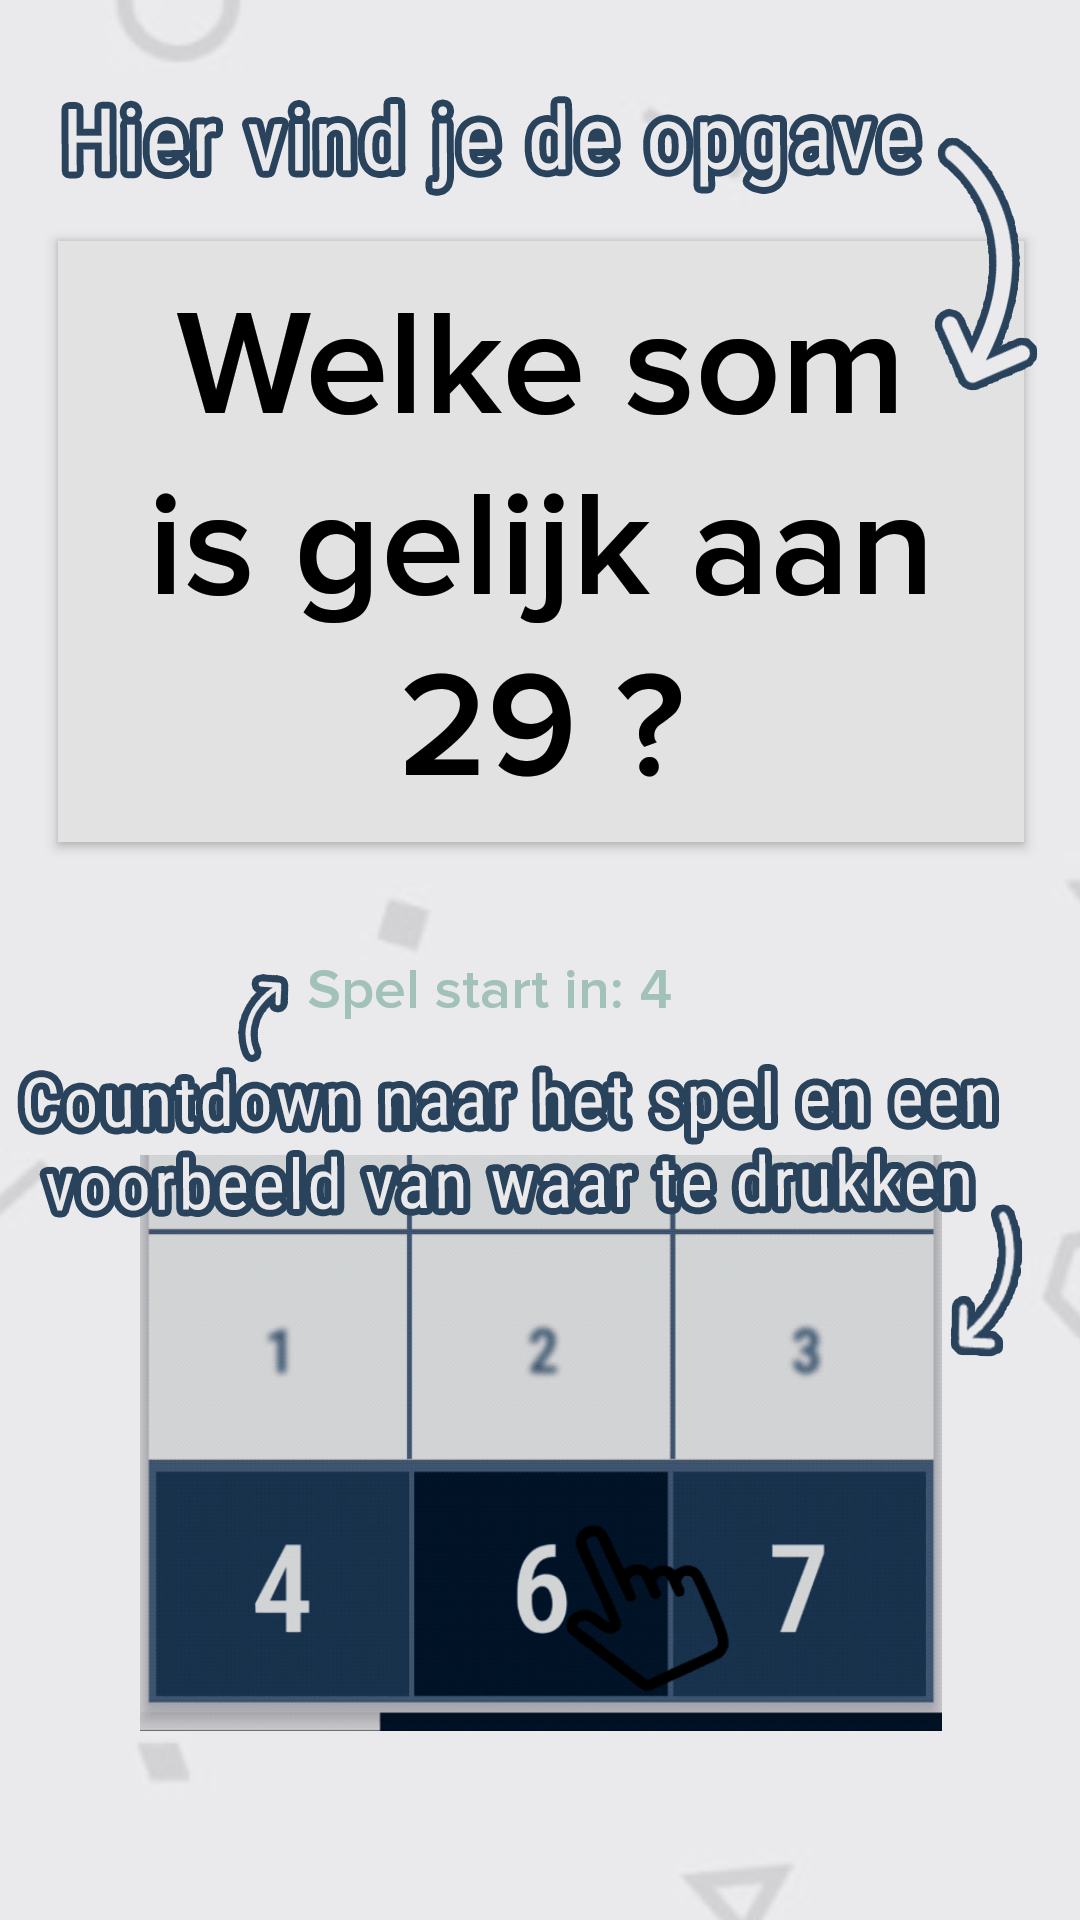 Hier vind je de opgave
Welke som
is gelijk aan
29 ?
Spel start in: 4
Countdown naar het spel en een
voorbeeld van waar te drukken
1 2 3
4 6 7